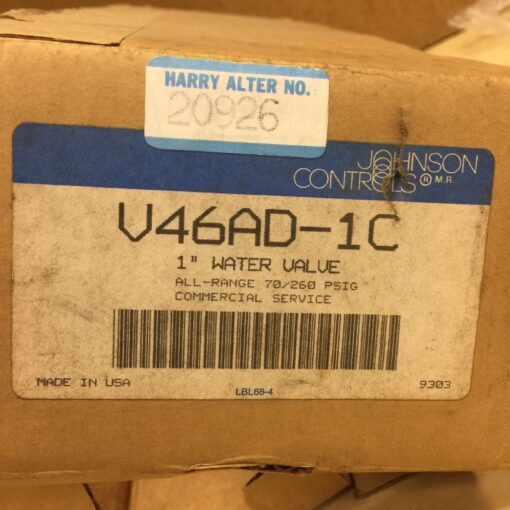 HARRY ALTER NO.
20926
JOHNSON
CONTROLS ® M.R.
V46AD-1C
1" WATER VALVE
ALL-RANGE 70/260 PSIG
COMMERCIAL SERVICE
MADE IN USA
LBL68-4
9303